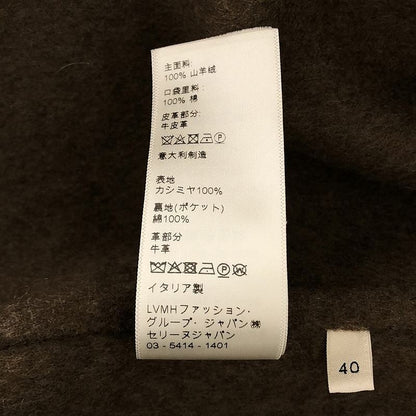 主面料:
100% 山羊绒
口袋里料:
100% 棉
皮革部分:
牛皮革
意大利制造
表地
カシミヤ100%
裏地(ポケット)
綿100%
革部分
牛革
イタリア製
LVMHファッション・
グループ・ジャパン㈱
セリーヌジャパン
03-5414-1401
40